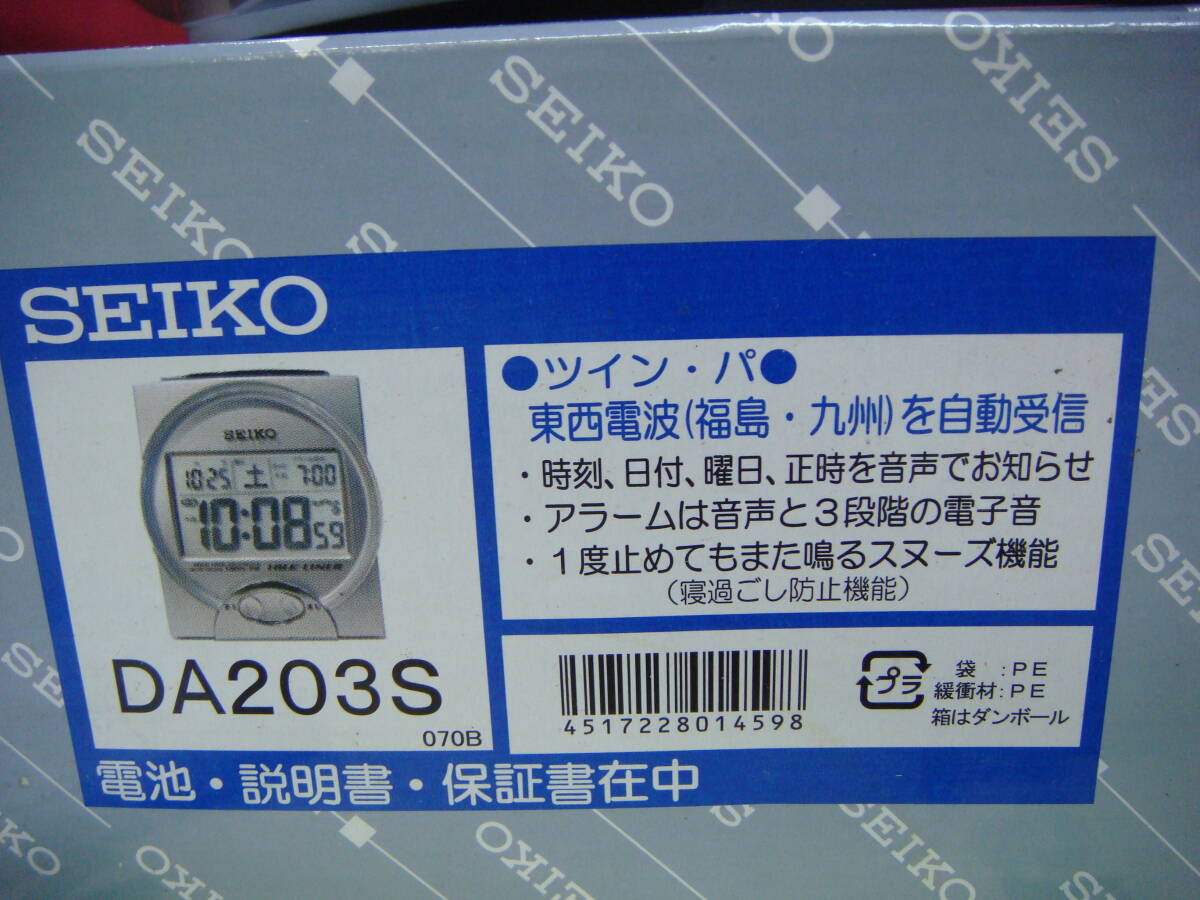 SEIKO
SEIKO
SEIKO
SEIKO
SEIKO
SEIKO
10:25 土 7:00
10:08 59
WAVE LINER
DA203S
070B
●ツイン・パ●
東西電波(福島・九州)を自動受信
・時刻、日付、曜日、正時を音声でお知らせ
・アラームは音声と3段階の電子音
・1度止めてもまた鳴るスヌーズ機能
(寝過ごし防止機能)
4517228014598
プラ
袋 :PE
緩衝材:PE
箱はダンボール
電池・説明書・保証書在中
SEIKO
SEIKO